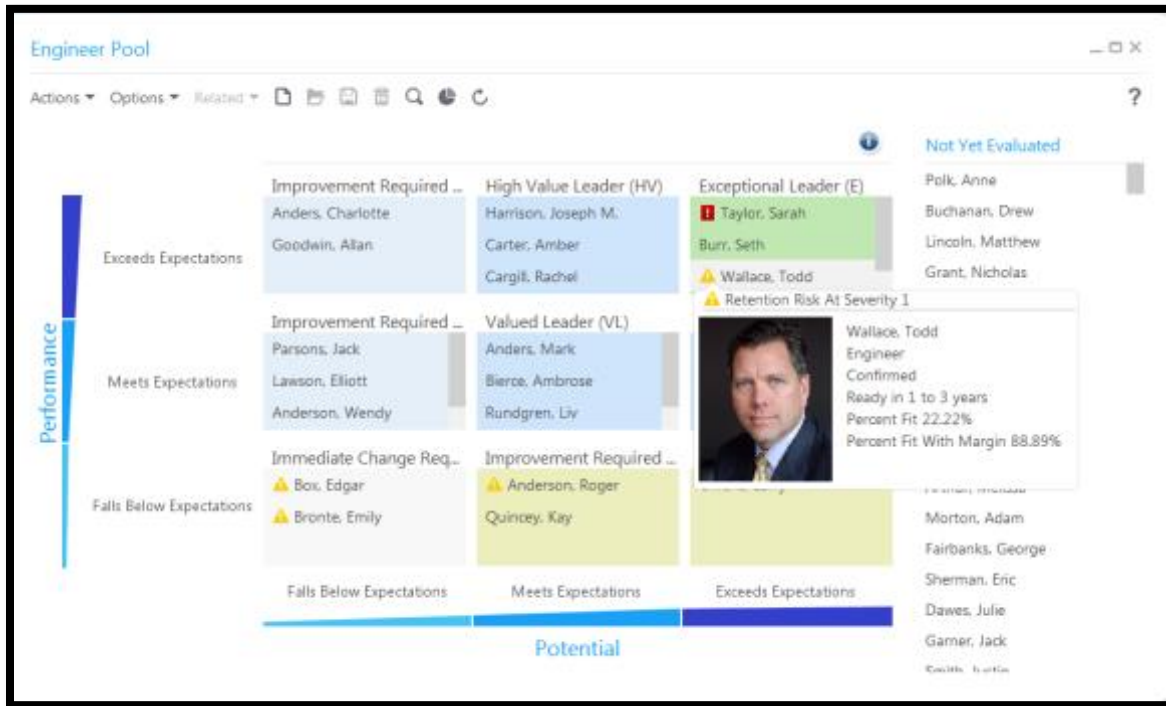 Engineer Pool
Actions Options Related
?
Not Yet Evaluated
Improvement Required ... High Value Leader (HV) Exceptional Leader (E)
Polk, Anne
Anders, Charlotte Harrison, Joseph M. Taylor, Sarah
Buchanan, Drew
Goodwin, Allan Carter, Amber Burr, Seth
Lincoln, Matthew
Exceeds Expectations
Cargill, Rachel Wallace, Todd
Grant, Nicholas
Retention Risk At Severity 1
Improvement Required ... Valued Leader (VL)
Wallace, Todd
Parsons, Jack Anders, Mark
Engineer
Performance
Meets Expectations
Lawson, Elliott Bierce, Ambrose
Confirmed
Ready in 1 to 3 years
Anderson, Wendy Rundgren, Liv
Percent Fit 22.22%
Percent Fit With Margin 88.89%
Immediate Change Req... Improvement Required ...
Box, Edgar Anderson, Roger
Falls Below Expectations
Bronte, Emily Quincey, Kay
Morton, Adam
Fairbanks, George
Sherman, Eric
Falls Below Expectations Meets Expectations Exceeds Expectations
Dawes, Julie
Potential
Garner, Jack